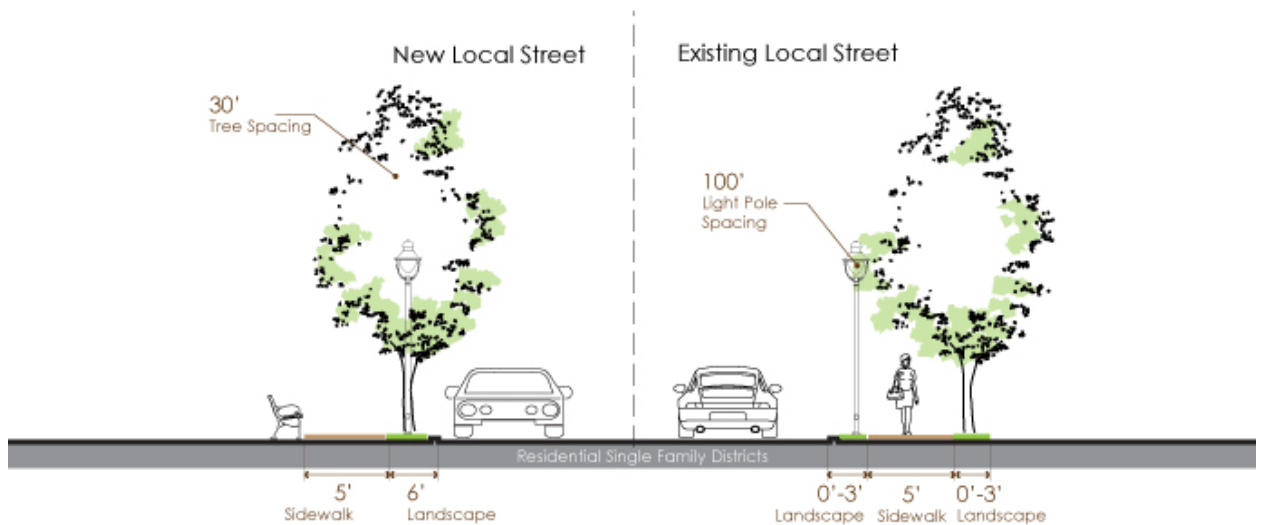 New Local Street
Existing Local Street
30'
Tree Spacing
100'
Light Pole
Spacing
Residential Single Family Districts
5'
Sidewalk
6'
Landscape
0'-3'
Landscape
5'
Sidewalk
0'-3'
Landscape